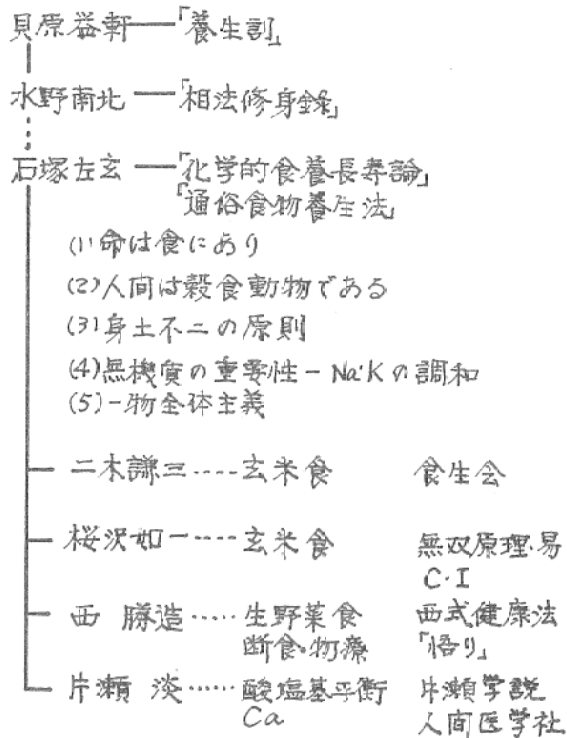 貝原益軒──「養生訓」
水野南北──「相法修身録」
石塚左玄──「化学的食養長寿論」
「通俗食物養生法」
(1)命は食にあり
(2)人間は穀食動物である
(3)身土不二の原則
(4)無機質の重要性-Na・Kの調和
(5)一物全体主義
二木謙三‥‥玄米食 食生会
桜沢如一‥‥玄米食 無双原理・易
C・I
西 勝造‥‥‥生野菜食 西式健康法
断食・物療 「悟り」
片瀬 淡‥‥‥酸塩基平衡 片瀬学説
Ca 人間医学社